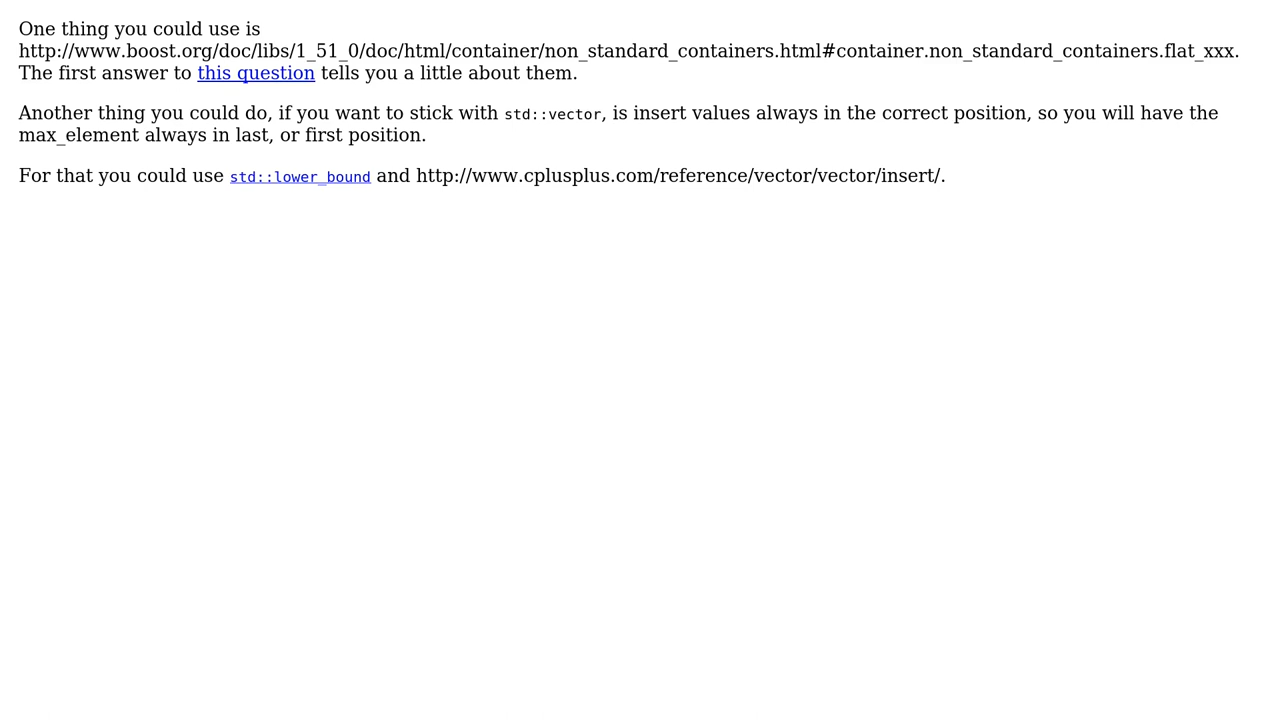 One thing you could use is
http://www.boost.org/doc/libs/1_51_0/doc/html/container/non_standard_containers.html#container.non_standard_containers.flat_xxx.
The first answer to this question tells you a little about them.
Another thing you could do, if you want to stick with std::vector, is insert values always in the correct position, so you will have the
max_element always in last, or first position.
For that you could use std::lower_bound and http://www.cplusplus.com/reference/vector/vector/insert/.